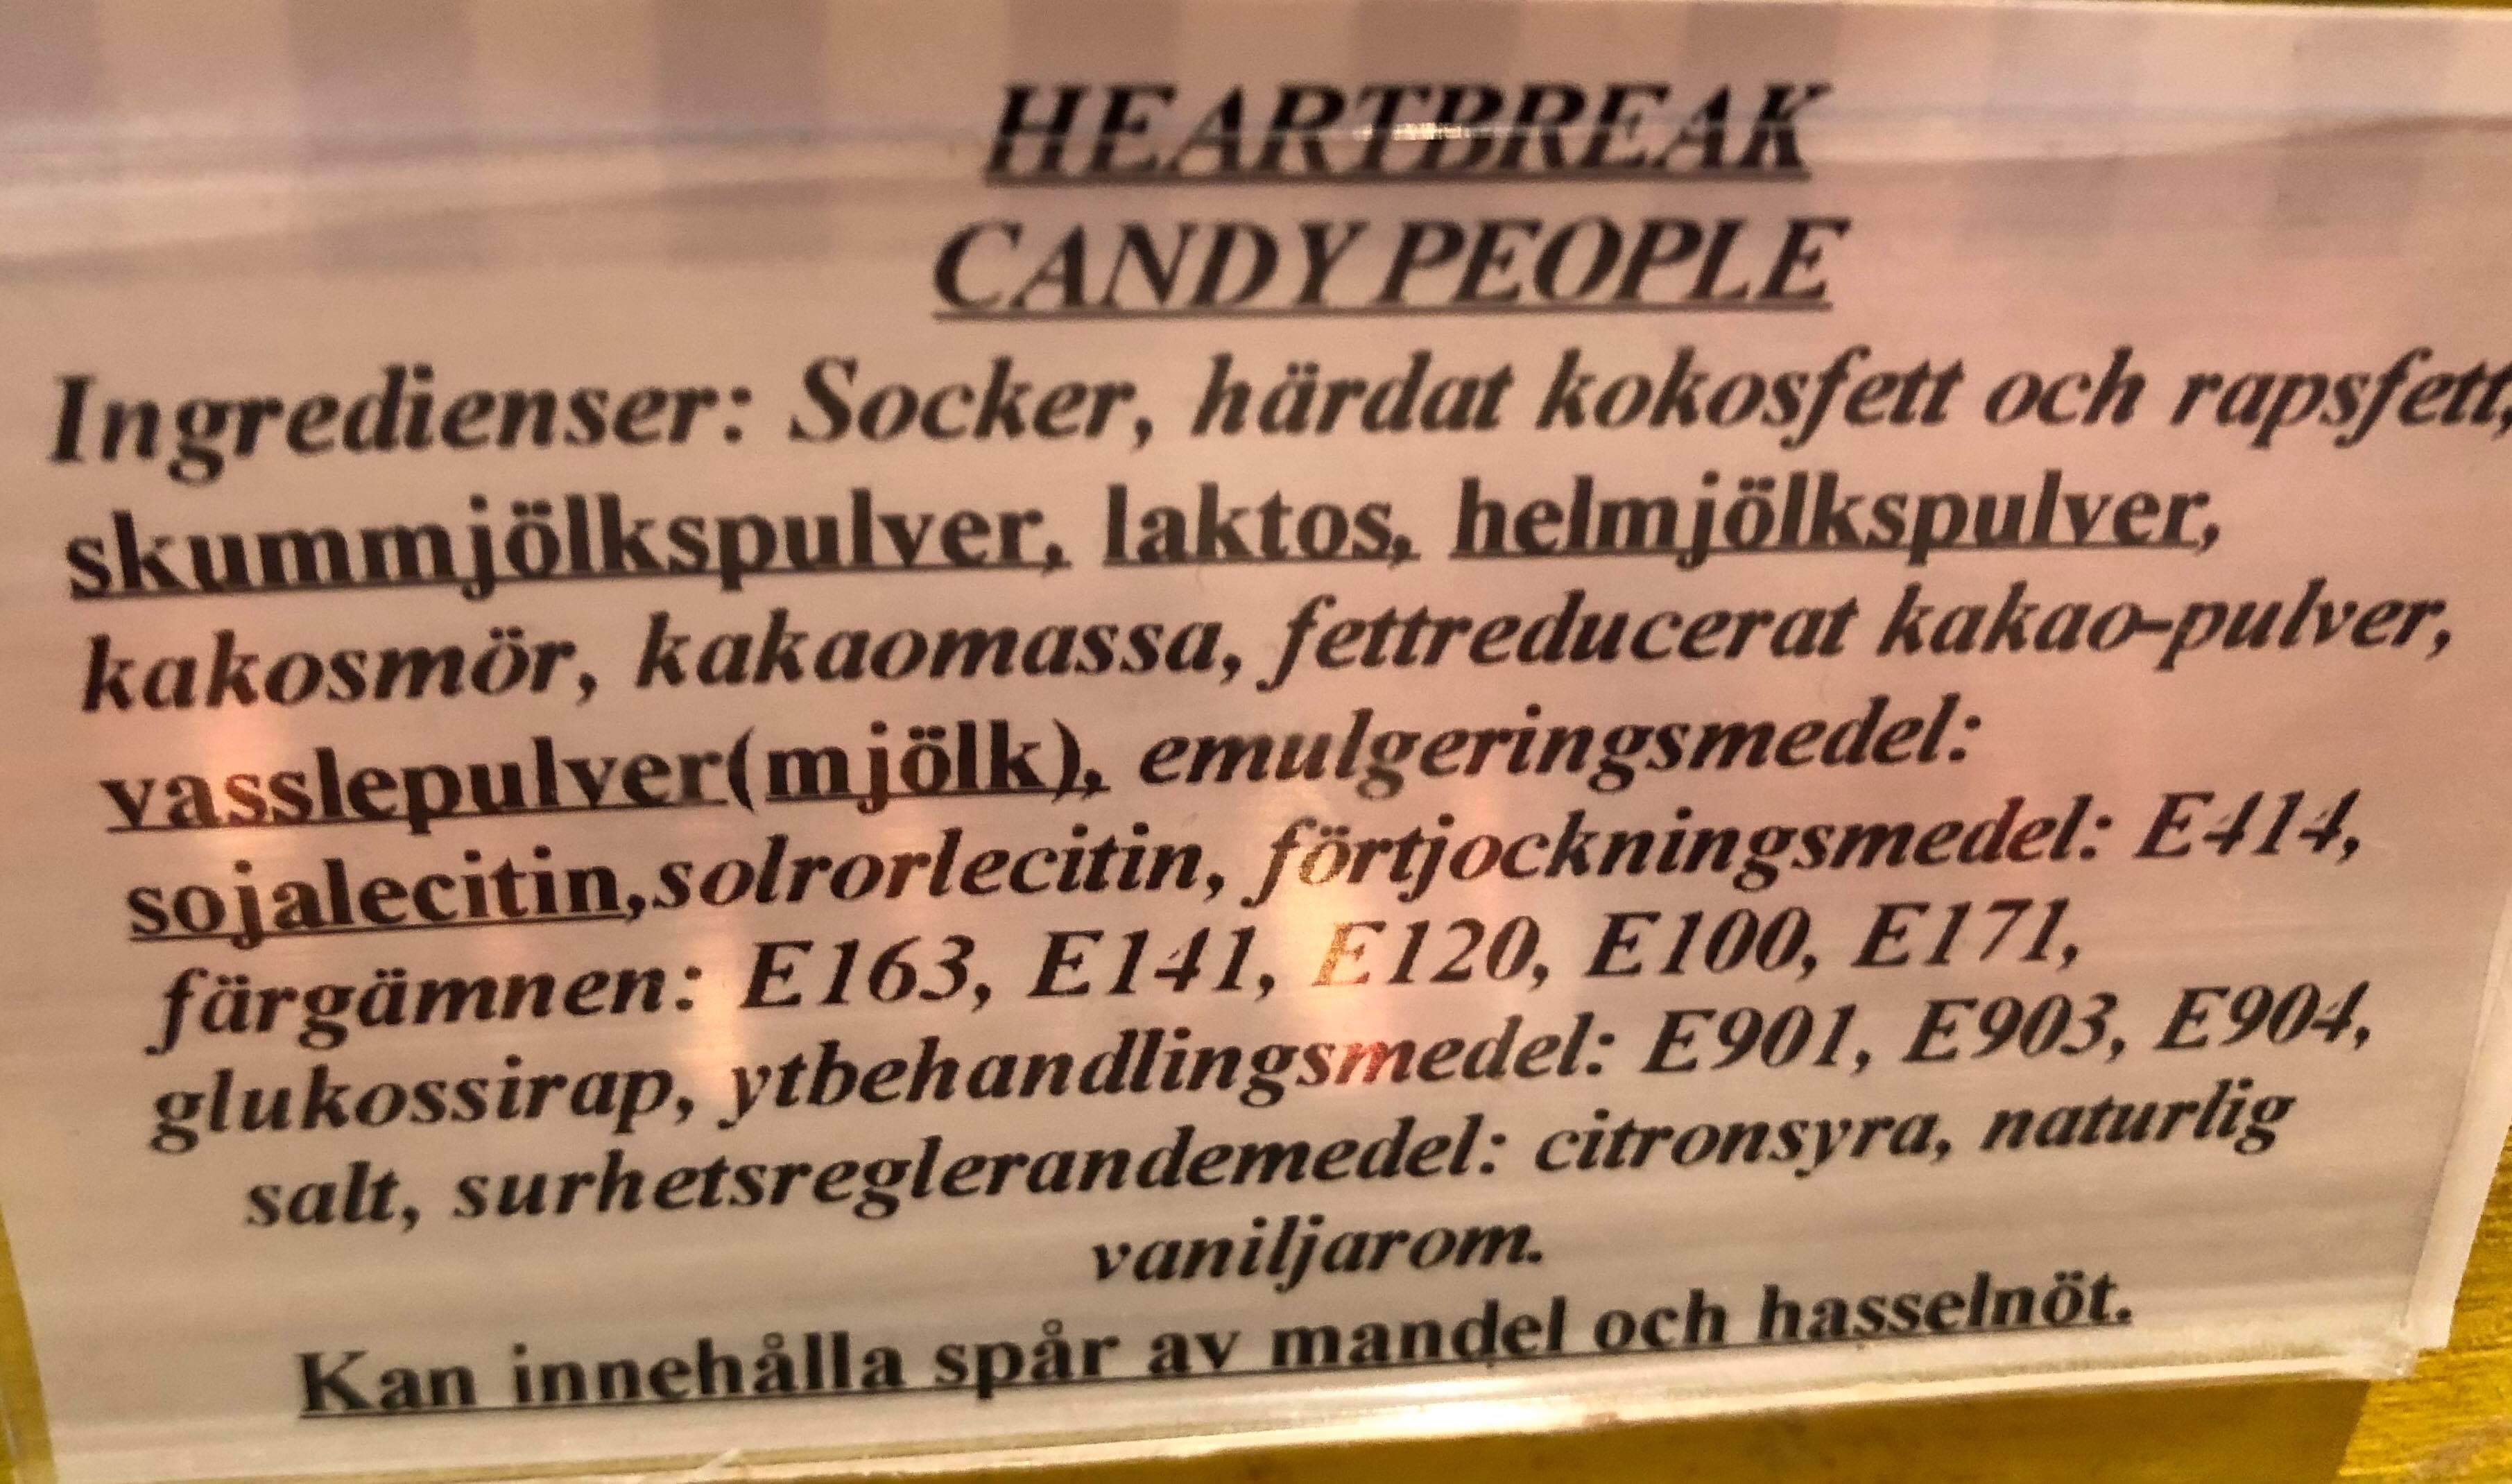 HEARTBREAK
CANDY PEOPLE
Ingredienser: Socker, härdat kokosfett och rapsfett,
skummjölkspulver, laktos, helmjölkspulver,
kakosmör, kakaomassa, fettreducerat kakao-pulver,
vasslepulver(mjölk), emulgeringsmedel:
sojalecitin,solrorlecitin, förtjockningsmedel: E414,
färgämnen: E163, E141, E120, E100, E171,
glukossirap, ytbehandlingsmedel: E901, E903, E904,
salt, surhetsreglerandemedel: citronsyra, naturlig
vaniljarom.
Kan innehålla spår av mandel och hasselnöt.